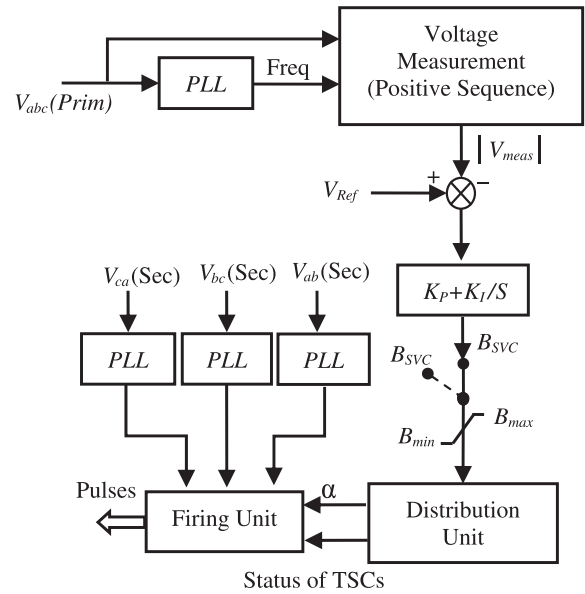 Voltage
Measurement
(Positive Sequence)
PLL
Freq
V_abc(Prim)
|V_meas|
+
−
V_Ref
K_P+K_I/S
V_ca(Sec)
V_bc(Sec)
V_ab(Sec)
PLL
PLL
PLL
B_SVC
B_SVC
B_max
B_min
Pulses
Firing Unit
α
Distribution
Unit
Status of TSCs